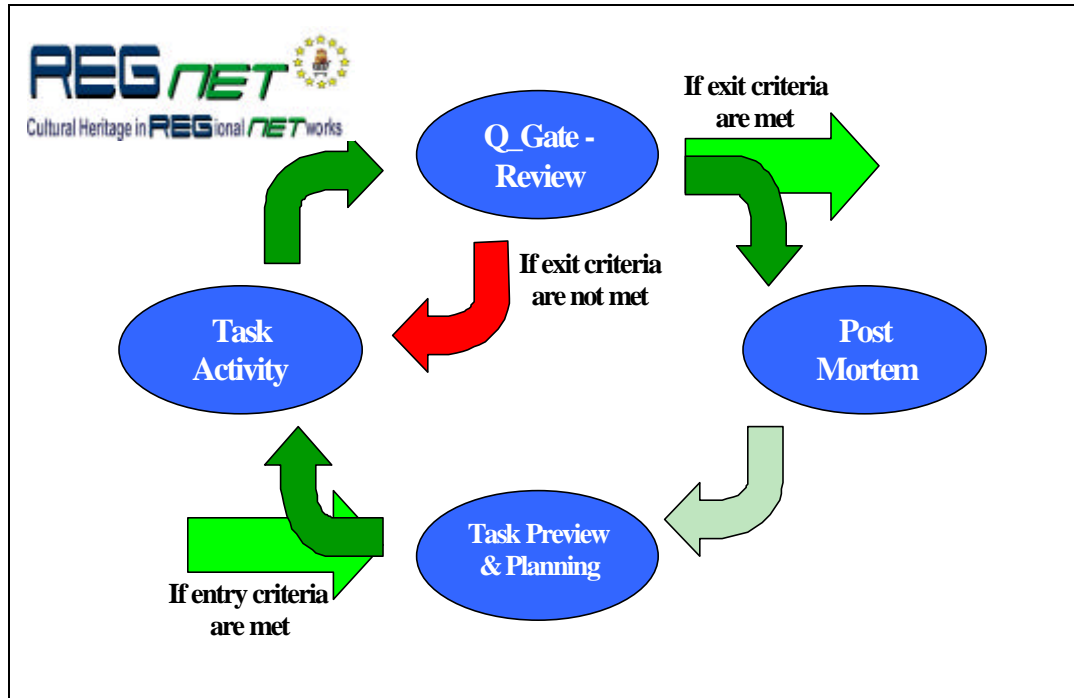 REGNET
Cultural Heritage in REGional NETworks
If exit criteria
are met
Q_Gate -
Review
If exit criteria
are not met
Task
Activity
Post
Mortem
Task Preview
& Planning
If entry criteria
are met